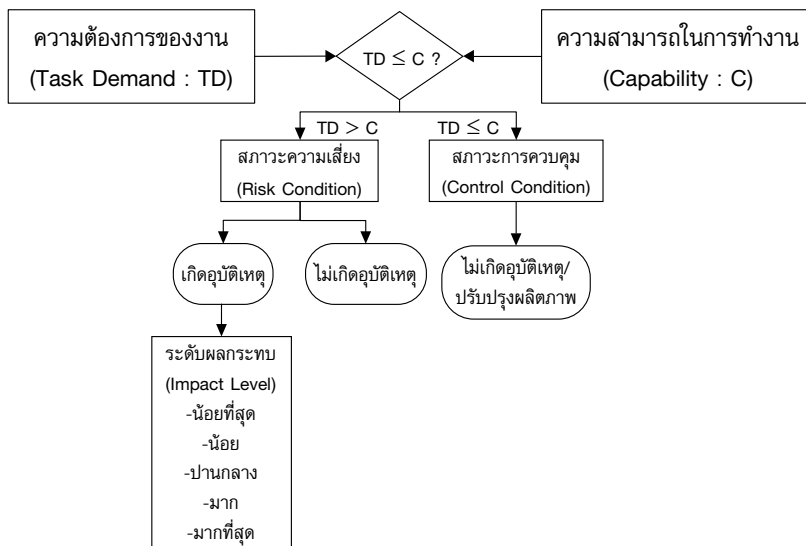 ความต้องการของงาน
(Task Demand : TD)
TD ≤ C ?
ความสามารถในการทำงาน
(Capability : C)
TD > C
TD ≤ C
สภาวะความเสี่ยง
(Risk Condition)
สภาวะการควบคุม
(Control Condition)
เกิดอุบัติเหตุ
ไม่เกิดอุบัติเหตุ
ไม่เกิดอุบัติเหตุ/
ปรับปรุงผลิตภาพ
ระดับผลกระทบ
(Impact Level)
-น้อยที่สุด
-น้อย
-ปานกลาง
-มาก
-มากที่สุด